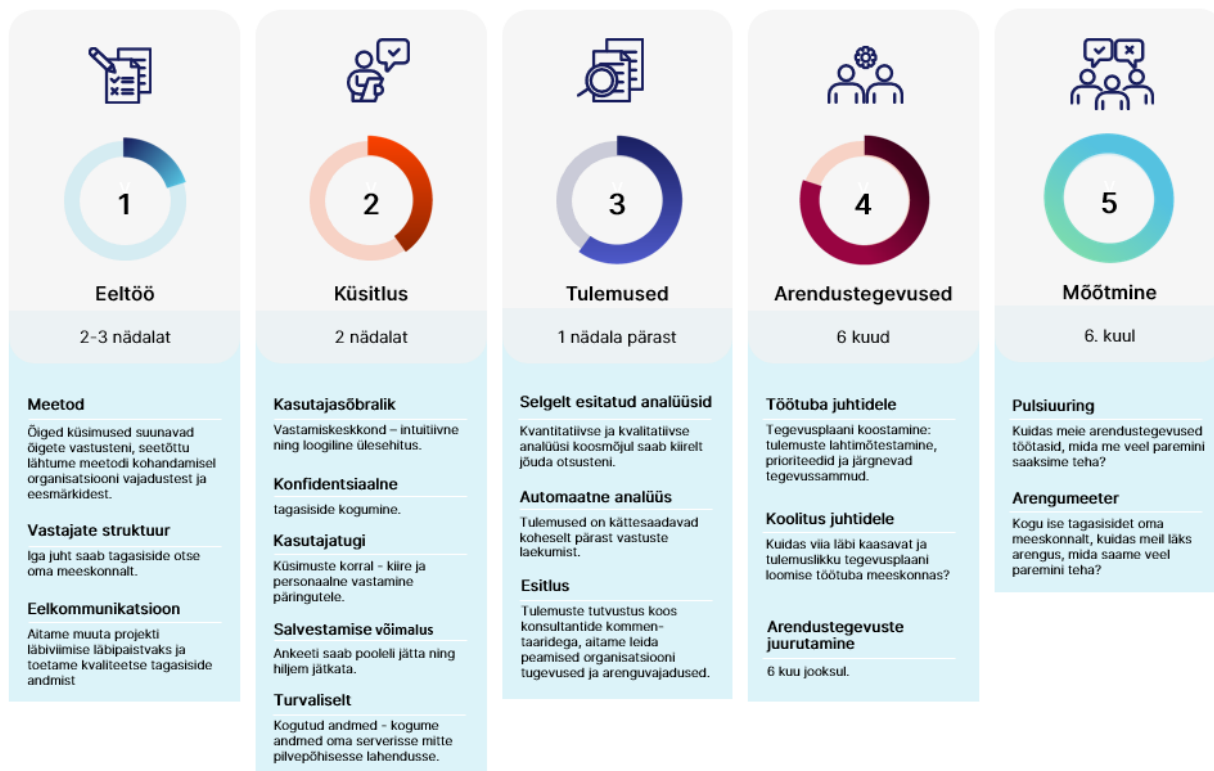 1
Eeltöö
2-3 nädalat
Meetod
Õiged küsimused suunavad
õigete vastusteni, seetõttu
lähtume meetodi kohandamisel
organisatsiooni vajadustest ja
eesmärkidest.
Vastajate struktuur
Iga juht saab tagasiside otse
oma meeskonnalt.
Eelkommunikatsioon
Aitame muuta projekti
läbiviimise läbipaistvaks ja
toetame kvaliteetse tagasiside
andmist
2
Küsitlus
2 nädalat
Kasutajasõbralik
Vastamiskeskkond – intuitiivne
ning loogiline ülesehitus.
Konfidentsiaalne
tagasiside kogumine.
Kasutajatugi
Küsimuste korral - kiire ja
personaalne vastamine
päringutele.
Salvestamise võimalus
Ankeeti saab pooleli jätta ning
hiljem jätkata.
Turvaliselt
Kogutud andmed - kogume
andmed oma serverisse mitte
pilvepõhisesse lahendusse.
3
Tulemused
1 nädala pärast
Selgelt esitatud analüüsid
Kvantitatiivse ja kvalitatiivse
analüüsi koosmõjul saab kiirelt
jõuda otsusteni.
Automaatne analüüs
Tulemused on kättesaadavad
koheselt pärast vastuste
laekumist.
Esitlus
Tulemuste tutvustus koos
konsultantide kommen-
taaridega, aitame leida
peamised organisatsiooni
tugevused ja arenguvajadused.
4
Arendustegevused
6 kuud
Töötuba juhtidele
Tegevusplaani koostamine:
tulemuste lahtimõtestamine,
prioriteedid ja järgnevad
tegevussammud.
Koolitus juhtidele
Kuidas viia läbi kaasavat ja
tulemuslikku tegevusplaani
loomise töötuba meeskonnas?
Arendustegevuste
juurutamine
6 kuu jooksul.
5
Mõõtmine
6. kuul
Pulsiuuring
Kuidas meie arendustegevused
töötasid, mida me veel paremini
saaksime teha?
Arengumeeter
Kogu ise tagasisidet oma
meeskonnalt, kuidas meil läks
arengus, mida saame veel
paremini teha?